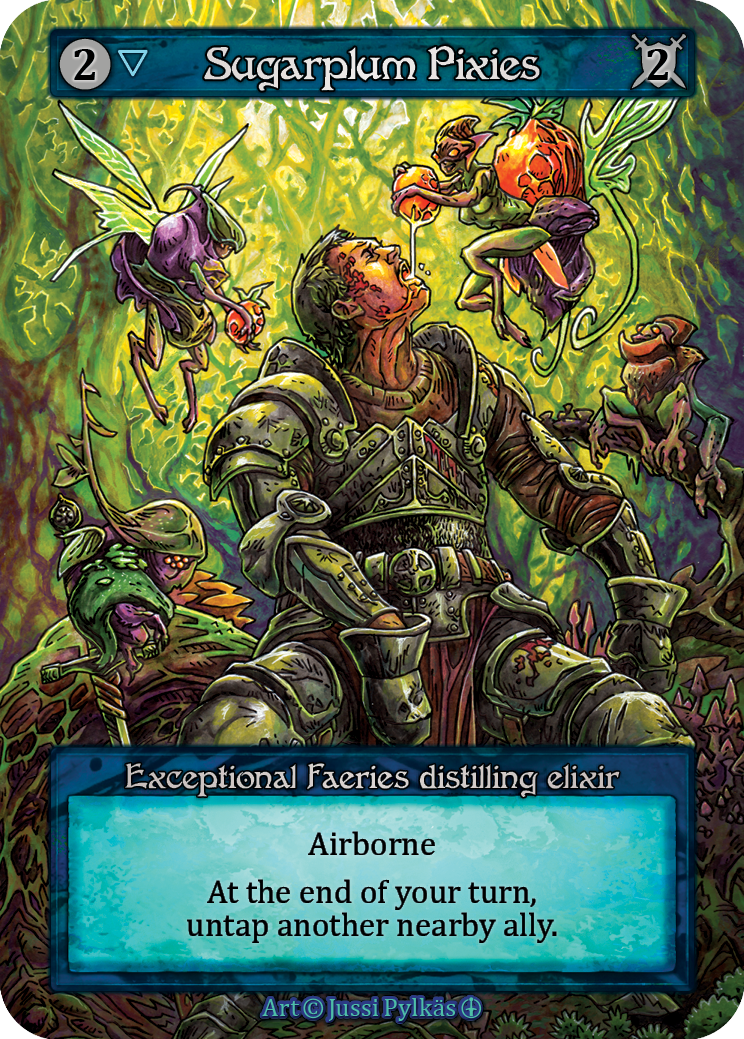 2 Sugarplum Pixies 2
Exceptional Faeries distilling elixir
Airborne
At the end of your turn,
untap another nearby ally.
Art © Jussi Pylkäs